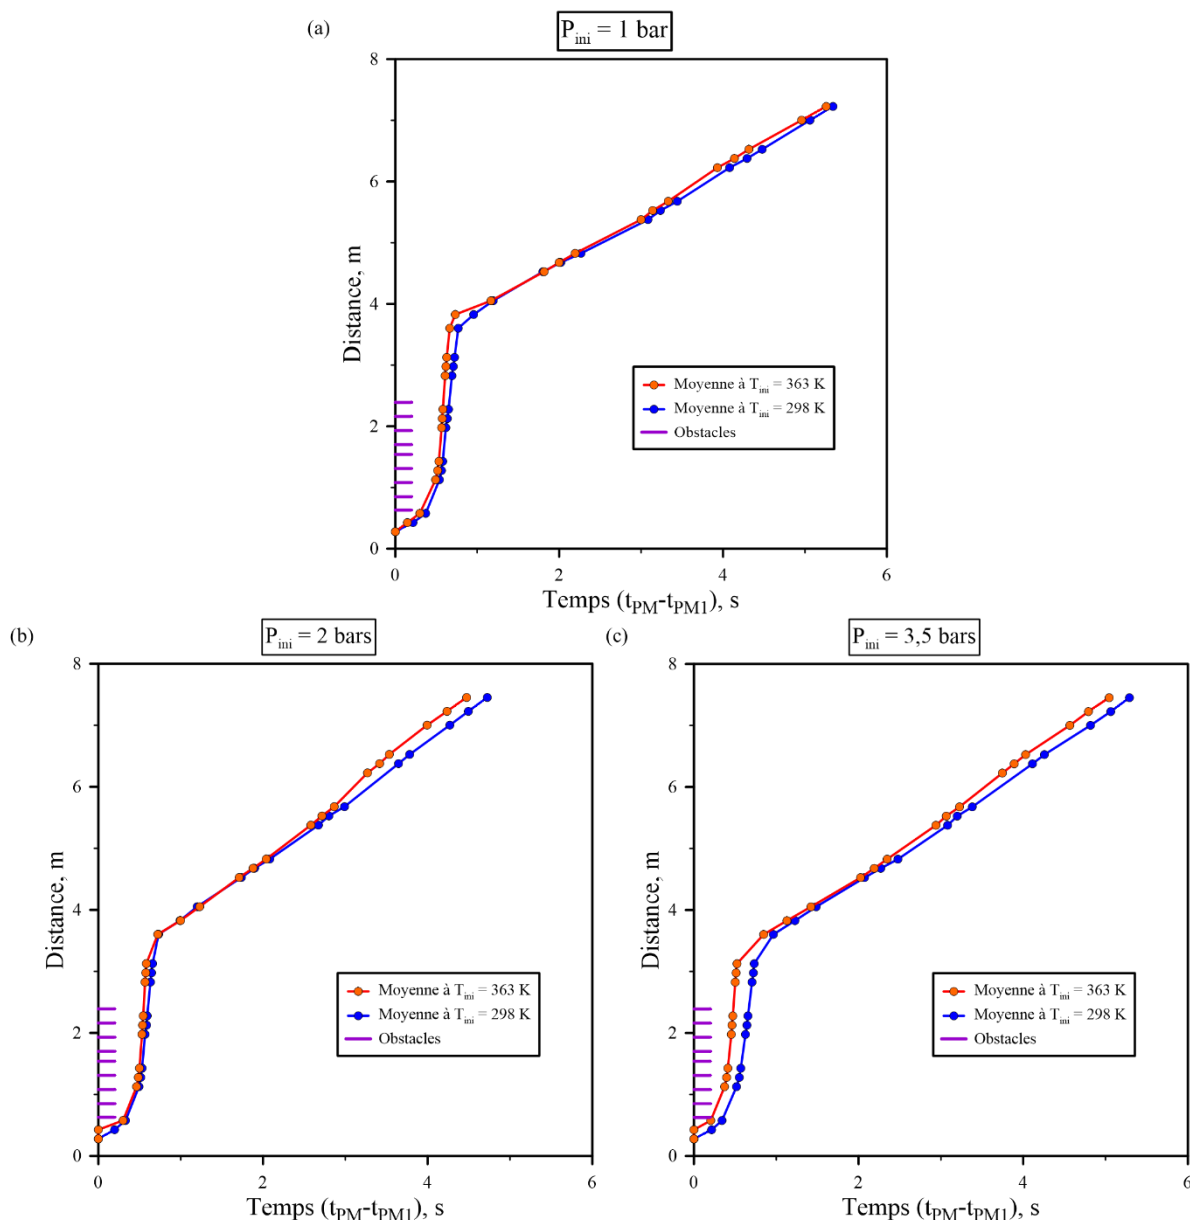 (a)
P_ini = 1 bar
8
6
4
2
0
Distance, m
Moyenne à T_ini = 363 K
Moyenne à T_ini = 298 K
Obstacles
0 2 4 6
Temps (t_PM-t_PM1), s
(b)
P_ini = 2 bars
8
6
4
2
0
Distance, m
Moyenne à T_ini = 363 K
Moyenne à T_ini = 298 K
Obstacles
0 2 4 6
Temps (t_PM-t_PM1), s
(c)
P_ini = 3,5 bars
8
6
4
2
0
Distance, m
Moyenne à T_ini = 363 K
Moyenne à T_ini = 298 K
Obstacles
0 2 4 6
Temps (t_PM-t_PM1), s